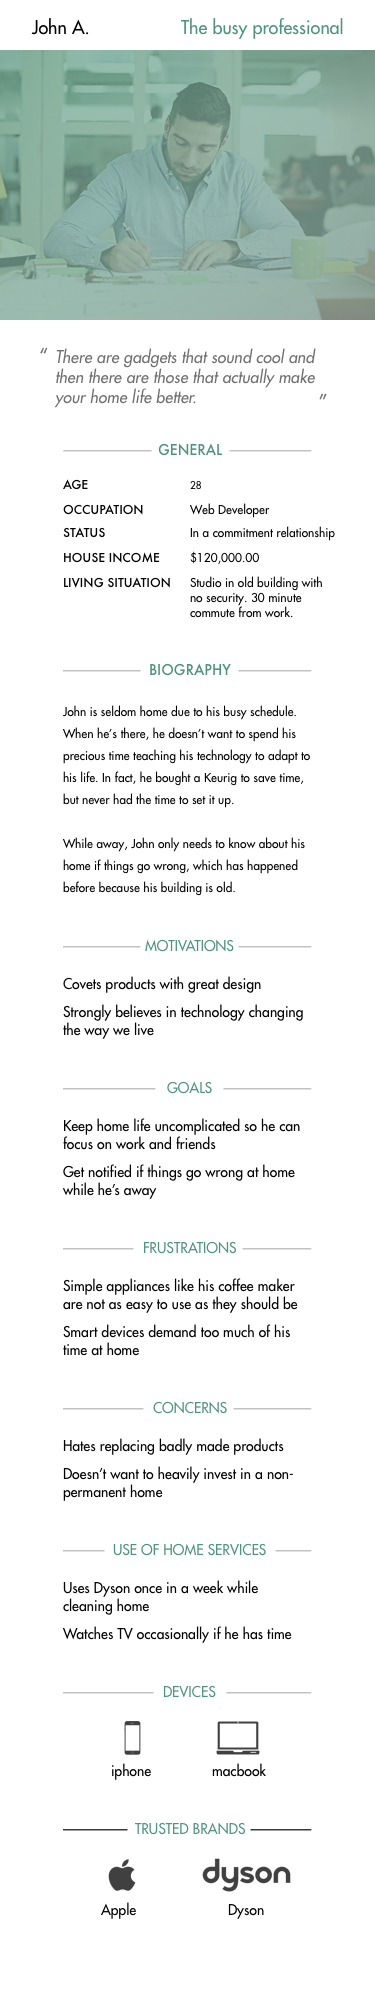 John A.
The busy professional
“ There are gadgets that sound cool and
then there are those that actually make
your home life better. ”
GENERAL
AGE 28
OCCUPATION Web Developer
STATUS In a commitment relationship
HOUSE INCOME $120,000.00
LIVING SITUATION Studio in old building with
no security. 30 minute
commute from work.
BIOGRAPHY
John is seldom home due to his busy schedule.
When he’s there, he doesn’t want to spend his
precious time teaching his technology to adapt to
his life. In fact, he bought a Keurig to save time,
but never had the time to set it up.
While away, John only needs to know about his
home if things go wrong, which has happened
before because his building is old.
MOTIVATIONS
Covets products with great design
Strongly believes in technology changing
the way we live
GOALS
Keep home life uncomplicated so he can
focus on work and friends
Get notified if things go wrong at home
while he’s away
FRUSTRATIONS
Simple appliances like his coffee maker
are not as easy to use as they should be
Smart devices demand too much of his
time at home
CONCERNS
Hates replacing badly made products
Doesn’t want to heavily invest in a non-
permanent home
USE OF HOME SERVICES
Uses Dyson once in a week while
cleaning home
Watches TV occasionally if he has time
DEVICES
iphone
macbook
TRUSTED BRANDS
dyson
Apple
Dyson